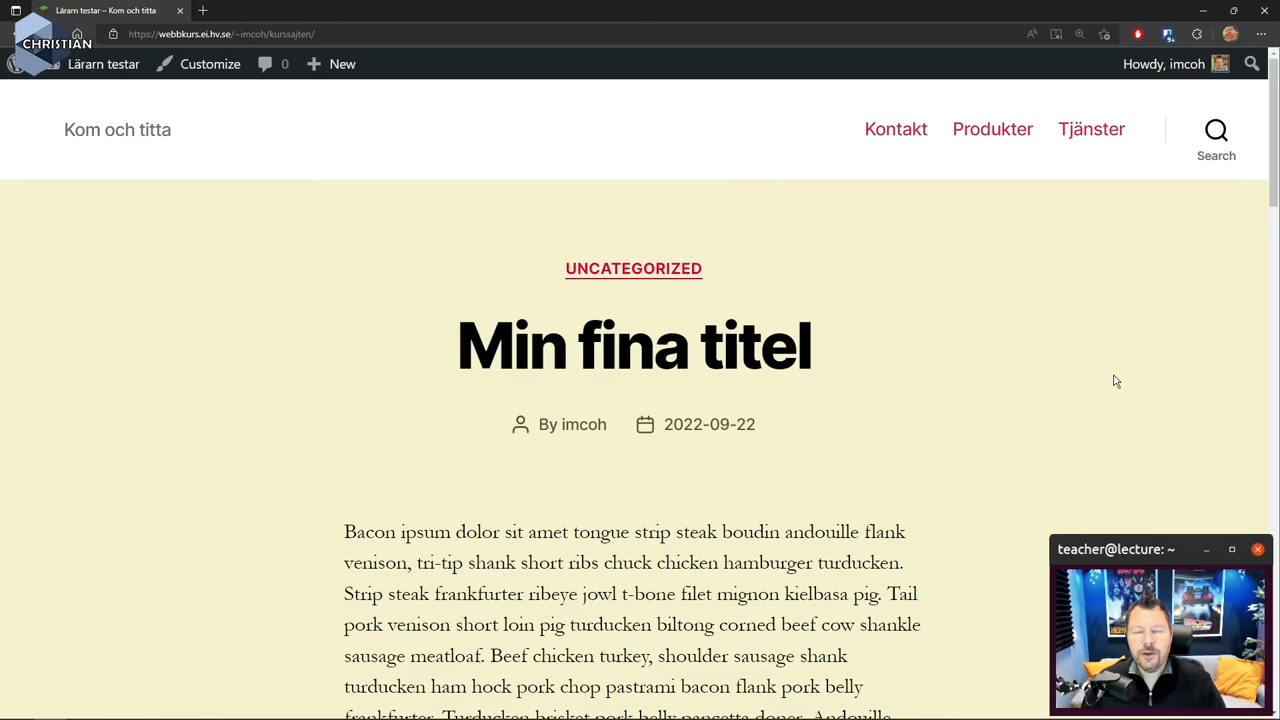 Lärarn testar – Kom och titta
https://webbkurs.ei.hv.se/~imcoh/kurssajten/
CHRISTIAN
Lärarn testar
Customize
0
New
Howdy, imcoh
Kom och titta
Kontakt
Produkter
Tjänster
Search
UNCATEGORIZED
Min fina titel
By imcoh
2022-09-22
Bacon ipsum dolor sit amet tongue strip steak boudin andouille flank
venison, tri-tip shank short ribs chuck chicken hamburger turducken.
Strip steak frankfurter ribeye jowl t-bone filet mignon kielbasa pig. Tail
pork venison short loin pig turducken biltong corned beef cow shankle
sausage meatloaf. Beef chicken turkey, shoulder sausage shank
turducken ham hock pork chop pastrami bacon flank pork belly
frankfurter. Turducken brisket pork belly pancetta doner. Andouille
teacher@lecture: ~